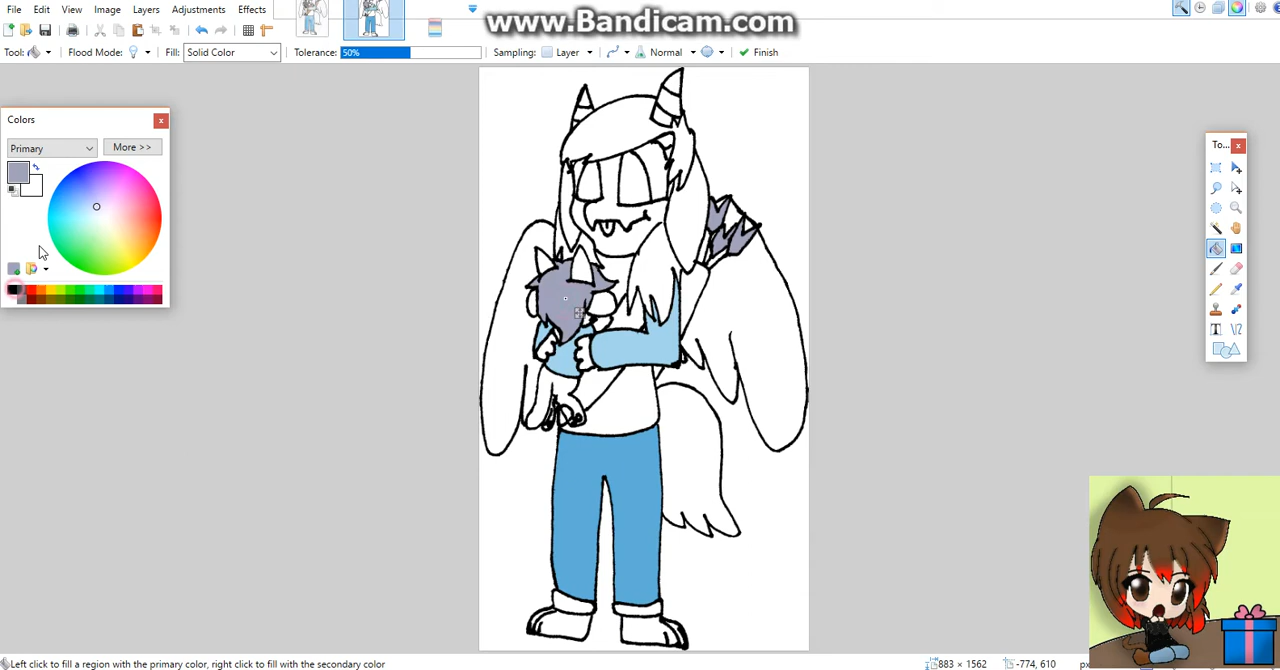 File Edit View Image Layers Adjustments Effects
www.Bandicam.com
Tool: Flood Mode: Fill: Solid Color Tolerance: 50% Sampling: Layer Normal Finish
Colors
Primary More >>
To...
Left click to fill a region with the primary color, right click to fill with the secondary color
883 × 1562 -774, 610 px